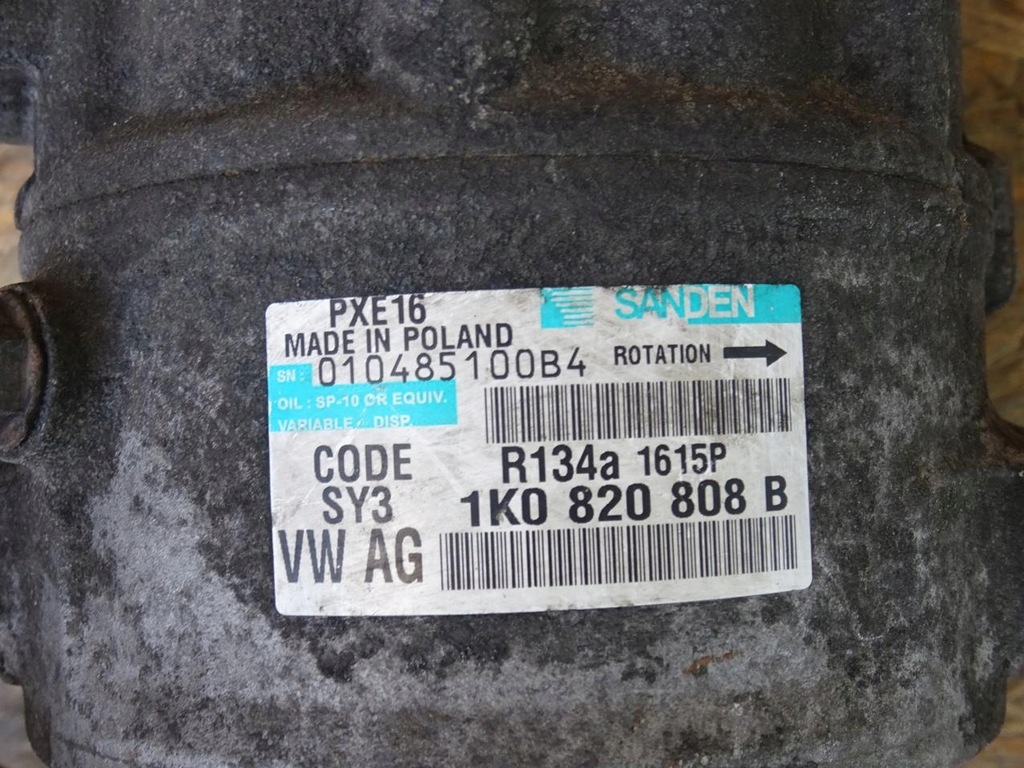 PXE16
SANDEN
MADE IN POLAND
ROTATION
SN: 010485100B4
OIL: SP-10 OR EQUIV.
VARIABLE DISP.
CODE
R134a 1615P
SY3
1K0 820 808 B
VW AG